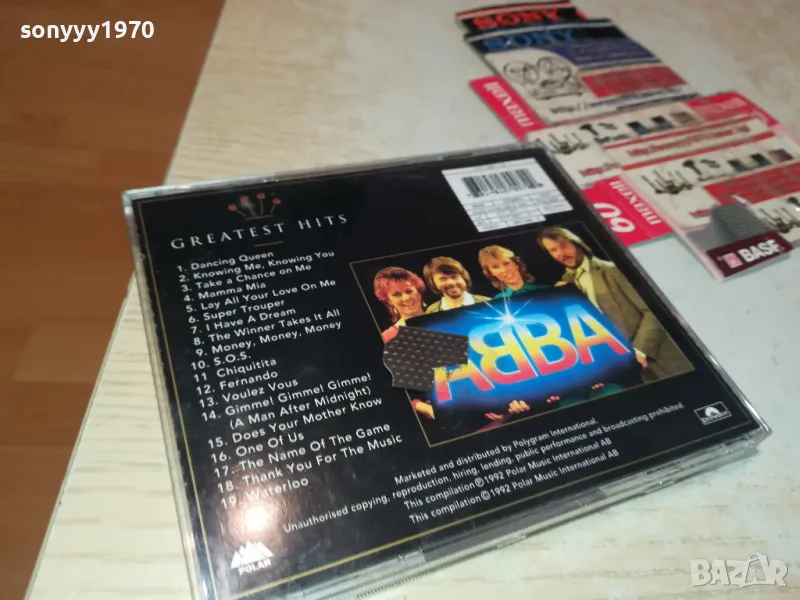 sonyyy1970
SONY
SONY
maxell
maxell
60
BASF
GREATEST HITS
1. Dancing Queen
2. Knowing Me, Knowing You
3. Take a Chance on Me
4. Mamma Mia
5. Lay All Your Love On Me
6. Super Trouper
7. I Have A Dream
8. The Winner Takes It All
9. Money, Money, Money
10. S.O.S.
11 Chiquitita
12. Fernando
13. Voulez Vous
14. Gimme! Gimme! Gimme!
(A Man After Midnight)
15. Does Your Mother Know
16. One Of Us
17. The Name Of The Game
18. Thank You For The Music
19. Waterloo
ABBA
Marketed and distributed by Polygram International.
Unauthorised copying, reproduction, hiring, lending, public performance and broadcasting prohibited
This compilation ℗ 1992 Polar Music International AB
This compilation © 1992 Polar Music International AB
POLAR
BAZAR.bg